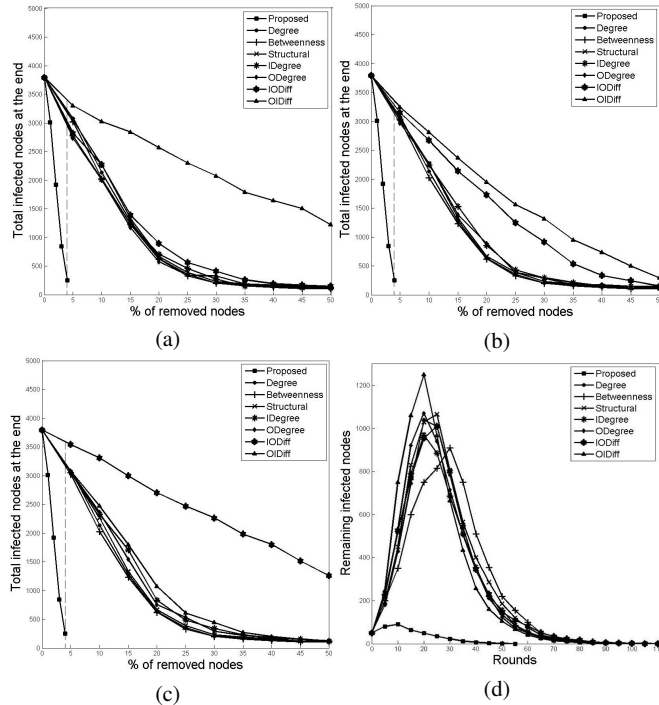 Total infected nodes at the end
5000
4500
4000
3500
3000
2500
2000
1500
1000
500
0
0 5 10 15 20 25 30 35 40 45 50
% of removed nodes
Proposed
Degree
Betweenness
Structural
IDegree
ODegree
IODiff
OIDiff
(a)
Total infected nodes at the end
5000
4500
4000
3500
3000
2500
2000
1500
1000
500
0
0 5 10 15 20 25 30 35 40 45 50
% of removed nodes
Proposed
Degree
Betweenness
Structural
IDegree
ODegree
IODiff
OIDiff
(b)
Total infected nodes at the end
5000
4500
4000
3500
3000
2500
2000
1500
1000
500
0
0 5 10 15 20 25 30 35 40 45 50
% of removed nodes
Proposed
Degree
Betweenness
Structural
IDegree
ODegree
IODiff
OIDiff
(c)
Remaining infected nodes
1200
1000
800
600
400
200
0
0 10 20 30 40 50 60 70 80 90 100
Rounds
Proposed
Degree
Betweenness
Structural
IDegree
ODegree
IODiff
OIDiff
(d)